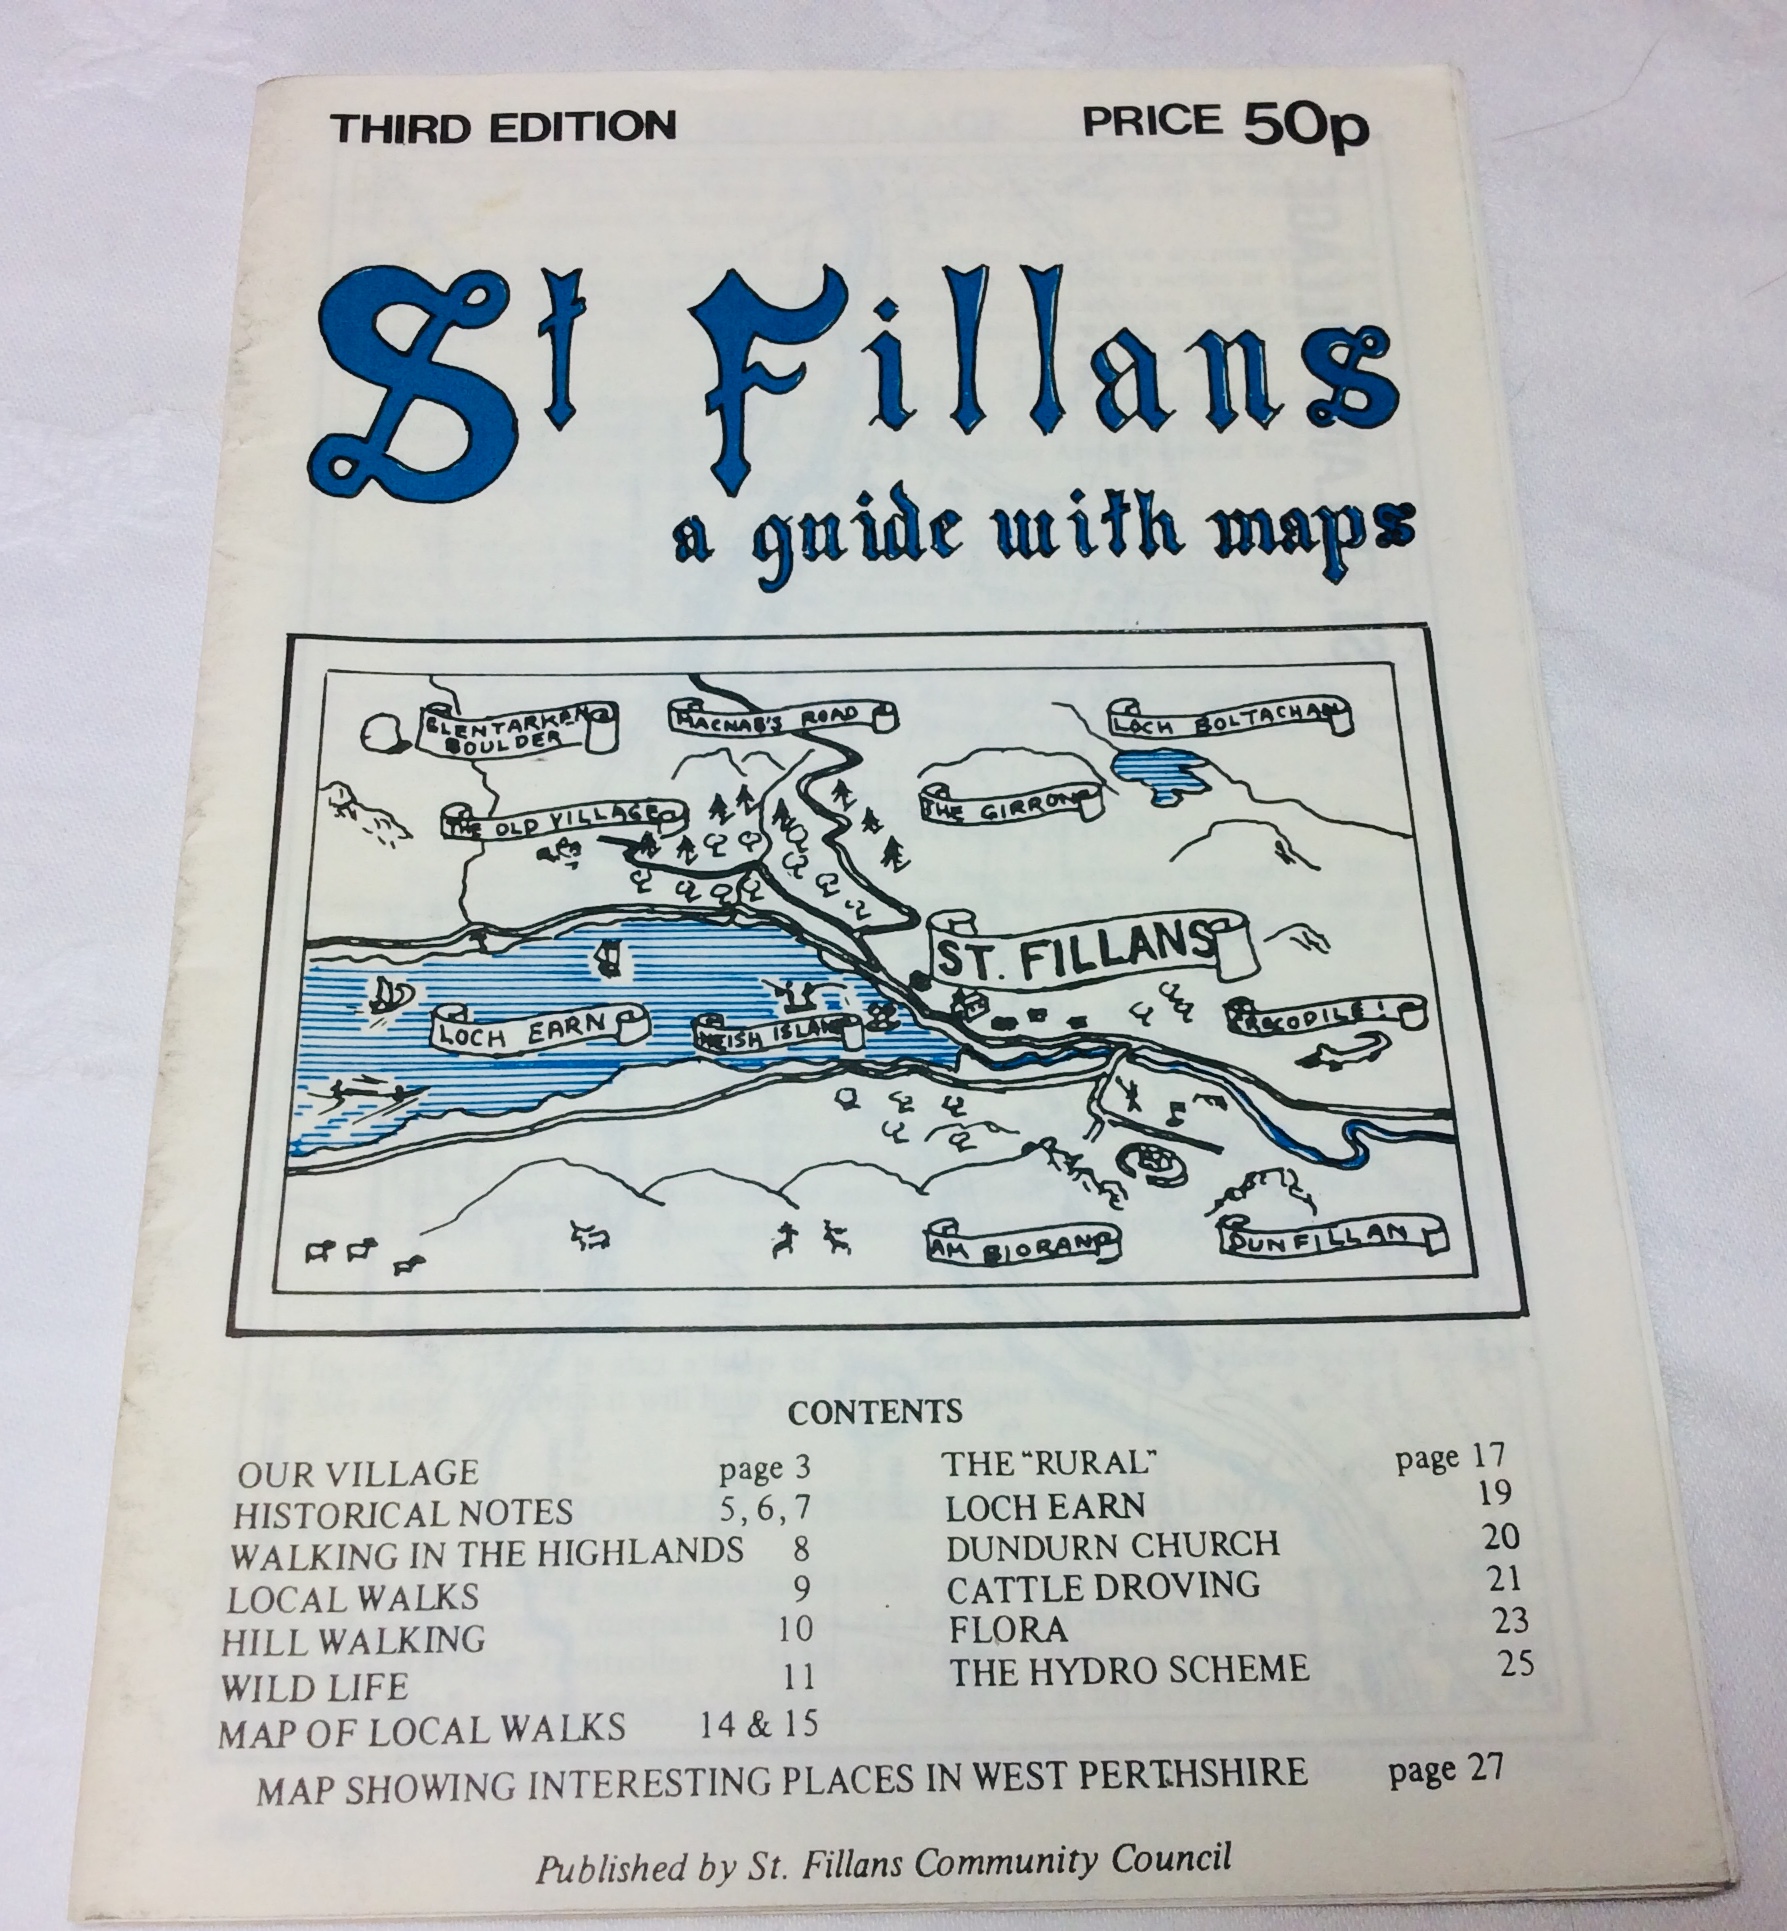 THIRD EDITION PRICE 50p
St Fillans
a guide with maps
GLENTARKEN
BOULDER
MACNAB'S ROAD
LOCH BOLTACHAN
THE OLD VILLAGE
THE GIRRON
ST. FILLANS
LOCH EARN
NEISH ISLAND
CROCODILE!
AM BIORAN
DUNFILLAN
CONTENTS
OUR VILLAGE page 3
HISTORICAL NOTES 5, 6, 7
WALKING IN THE HIGHLANDS 8
LOCAL WALKS 9
HILL WALKING 10
WILD LIFE 11
MAP OF LOCAL WALKS 14 & 15
THE "RURAL" page 17
LOCH EARN 19
DUNDURN CHURCH 20
CATTLE DROVING 21
FLORA 23
THE HYDRO SCHEME 25
MAP SHOWING INTERESTING PLACES IN WEST PERTHSHIRE page 27
Published by St. Fillans Community Council